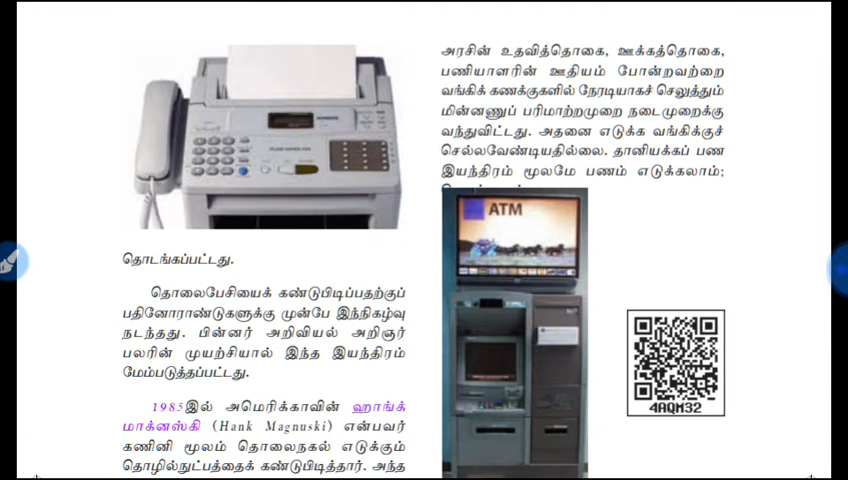 தொடங்கப்பட்டது.
தொலைபேசியைக் கண்டுபிடிப்பதற்குப்
பதினோராண்டுகளுக்கு முன்பே இந்நிகழ்வு
நடந்தது. பின்னர் அறிவியல் அறிஞர்
பலரின் முயற்சியால் இந்த இயந்திரம்
மேம்படுத்தப்பட்டது.
1985இல் அமெரிக்காவின் ஹாங்க்
மாக்னஸ்கி (Hank Magnuski) என்பவர்
கணினி மூலம் தொலைநகல் எடுக்கும்
தொழில்நுட்பத்தைக் கண்டுபிடித்தார். அந்த
அரசின் உதவித்தொகை, ஊக்கத்தொகை,
பணியாளரின் ஊதியம் போன்றவற்றை
வங்கிக் கணக்குகளில் நேரடியாகச் செலுத்தும்
மின்னணுப் பரிமாற்றமுறை நடைமுறைக்கு
வந்துவிட்டது. அதனை எடுக்க வங்கிக்குச்
செல்லவேண்டியதில்லை. தானியக்கப் பண
இயந்திரம் மூலமே பணம் எடுக்கலாம்;
ATM
4AQM32